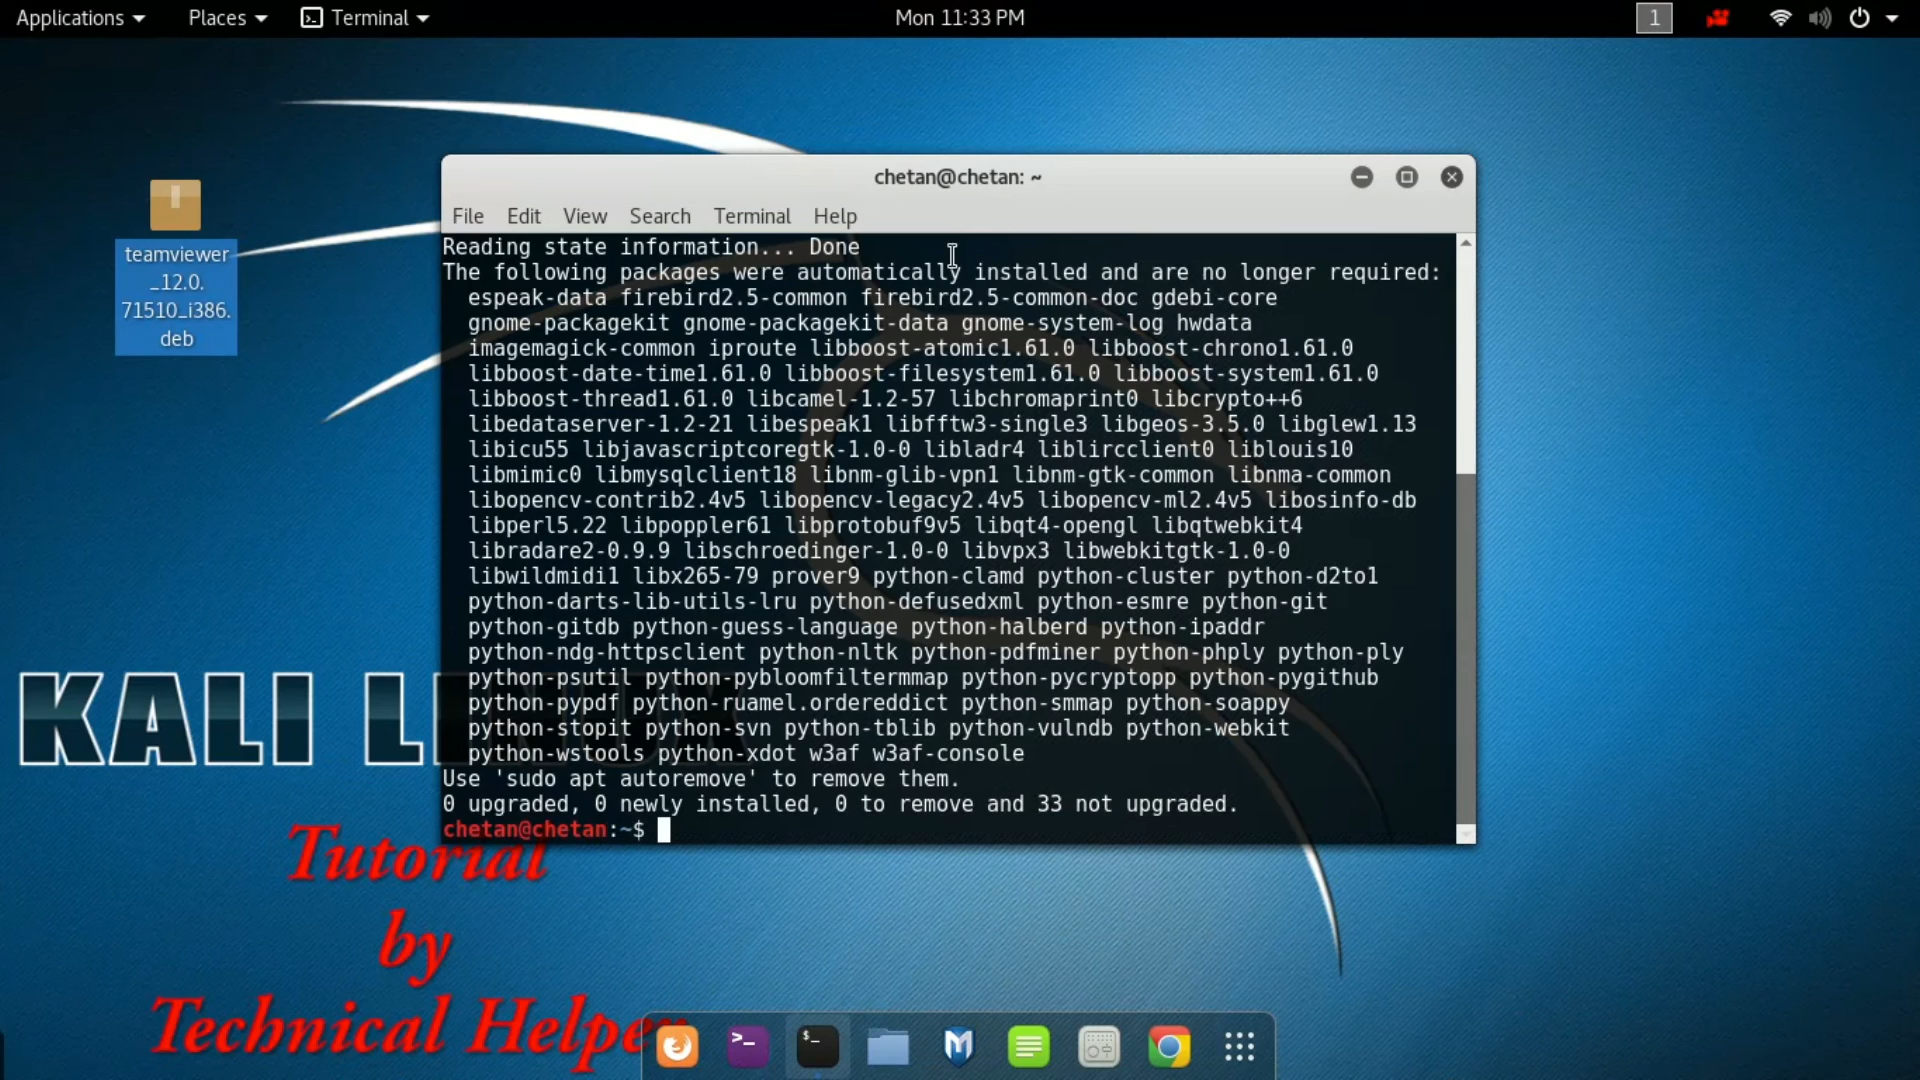 Applications Places Terminal Mon 11:33 PM 1
teamviewer
_12.0.
71510_i386.
deb
chetan@chetan: ~
File Edit View Search Terminal Help
Reading state information... Done
The following packages were automatically installed and are no longer required:
espeak-data firebird2.5-common firebird2.5-common-doc gdebi-core
gnome-packagekit gnome-packagekit-data gnome-system-log hwdata
imagemagick-common iproute libboost-atomic1.61.0 libboost-chrono1.61.0
libboost-date-time1.61.0 libboost-filesystem1.61.0 libboost-system1.61.0
libboost-thread1.61.0 libcamel-1.2-57 libchromaprint0 libcrypto++6
libedataserver-1.2-21 libespeak1 libfftw3-single3 libgeos-3.5.0 libglew1.13
libicu55 libjavascriptcoregtk-1.0-0 libladr4 liblircclient0 liblouis10
libmimic0 libmysqlclient18 libnm-glib-vpn1 libnm-gtk-common libnma-common
libopencv-contrib2.4v5 libopencv-legacy2.4v5 libopencv-ml2.4v5 libosinfo-db
libperl5.22 libpoppler61 libprotobuf9v5 libqt4-opengl libqtwebkit4
libradare2-0.9.9 libschroedinger-1.0-0 libvpx3 libwebkitgtk-1.0-0
libwildmidi1 libx265-79 prover9 python-clamd python-cluster python-d2to1
python-darts-lib-utils-lru python-defusedxml python-esmre python-git
python-gitdb python-guess-language python-halberd python-ipaddr
python-ndg-httpsclient python-nltk python-pdfminer python-phply python-ply
python-psutil python-pybloomfiltermmap python-pycryptopp python-pygithub
python-pypdf python-ruamel.ordereddict python-smmap python-soappy
python-stopit python-svn python-tblib python-vulndb python-webkit
python-wstools python-xdot w3af w3af-console
Use 'sudo apt autoremove' to remove them.
0 upgraded, 0 newly installed, 0 to remove and 33 not upgraded.
chetan@chetan:~$
KALI LINUX
Tutorial
by
Technical Helper